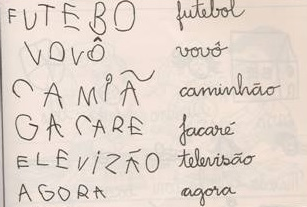 FUTEBO futebol
VOVÔ vovô
CAMIÃ caminhão
GACARE jacaré
ELEVIZÃO televisão
AGORA agora